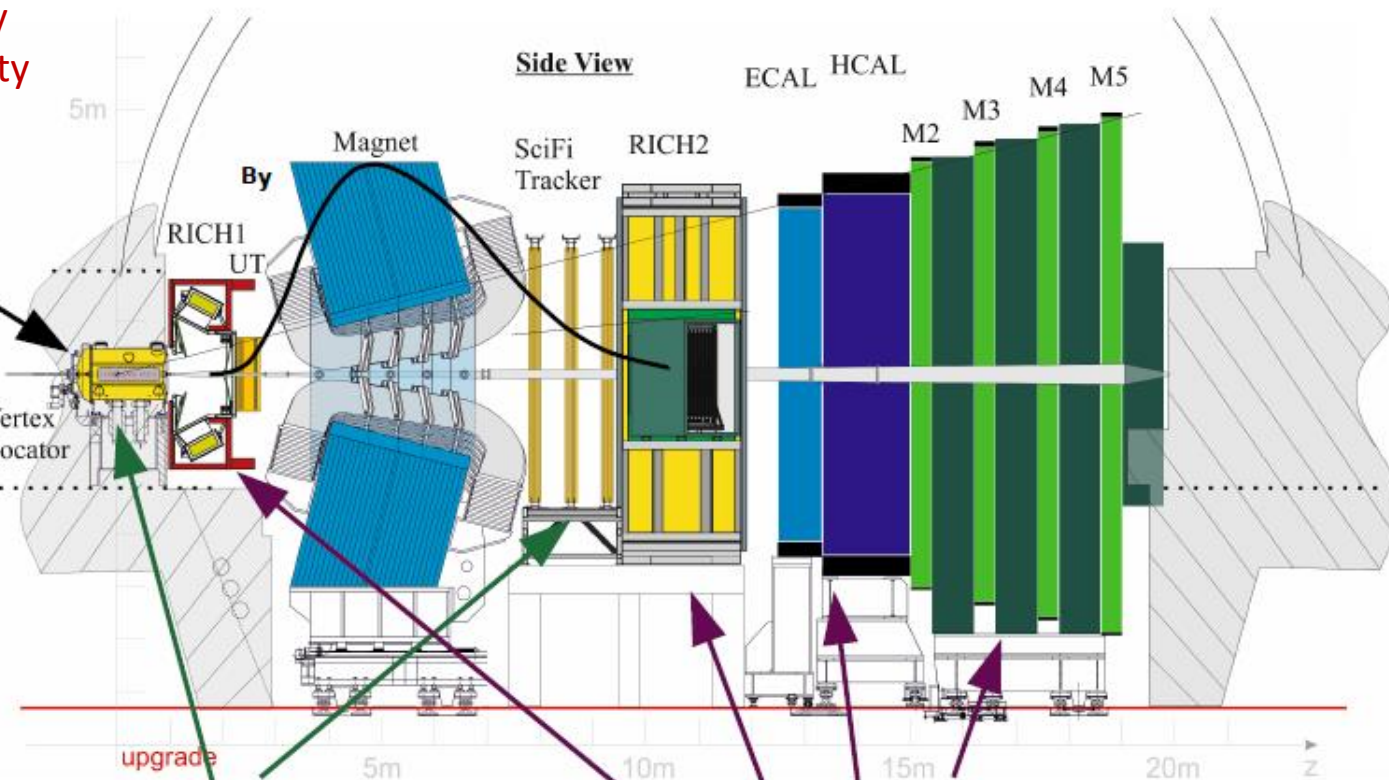 y
ty
Side View
ECAL
HCAL
M5
M4
M3
M2
5m
Magnet
SciFi
Tracker
RICH2
By
RICH1
UT
ertex
ocator
upgrade
5m
10m
15m
20m
z